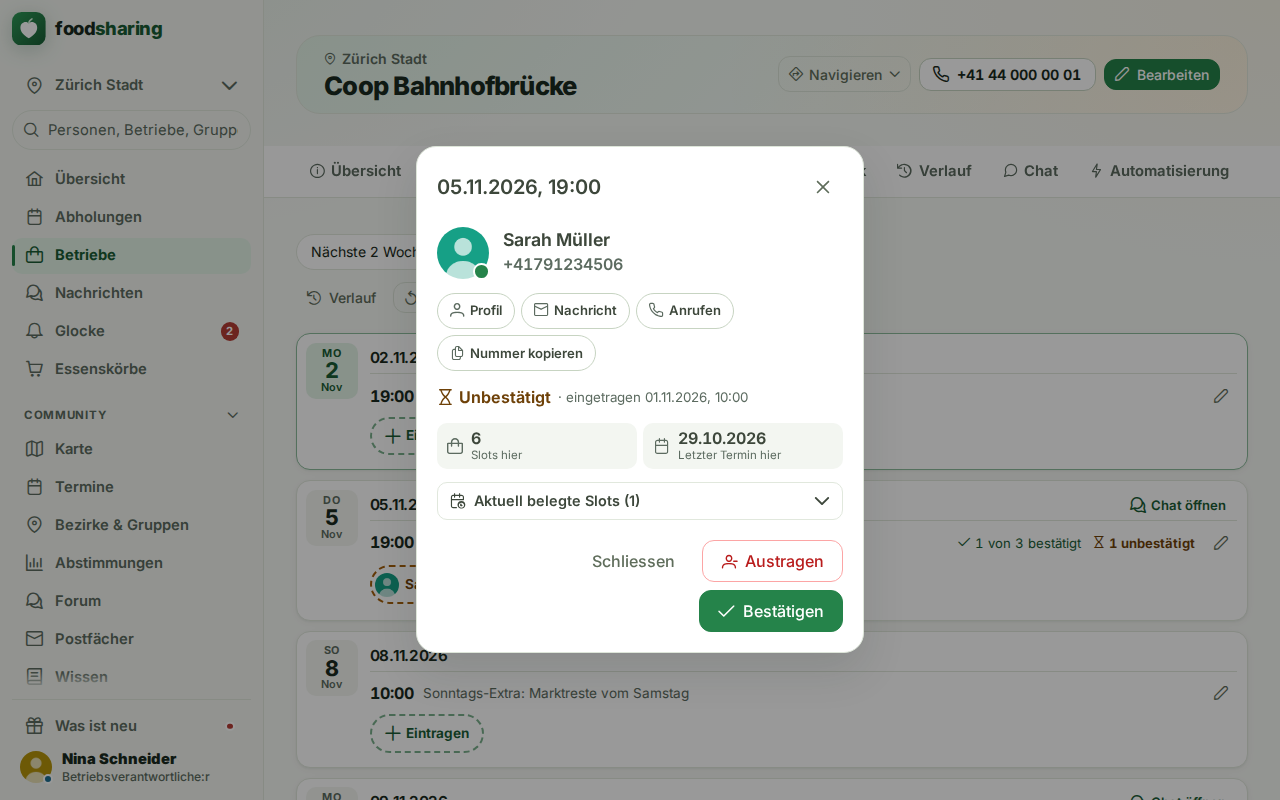 foodsharing
Zürich Stadt
Personen, Betriebe, Grupp
Übersicht
Abholungen
Betriebe
Nachrichten
Glocke
2
Essenskörbe
COMMUNITY
Karte
Termine
Bezirke & Gruppen
Abstimmungen
Forum
Postfächer
Wissen
Was ist neu
Nina Schneider
Betriebsverantwortliche:r
Zürich Stadt
Coop Bahnhofbrücke
Navigieren
+41 44 000 00 01
Bearbeiten
Übersicht
Verlauf
Chat
Automatisierung
Nächste 2 Woch
Verlauf
MO
2
Nov
02.11.2
19:00
Ei
DO
5
Nov
05.11.2
Chat öffnen
19:00
1 von 3 bestätigt
1 unbestätigt
Sa
SO
8
Nov
08.11.2026
10:00 Sonntags-Extra: Marktreste vom Samstag
Eintragen
MO
05.11.2026, 19:00
Sarah Müller
+41791234506
Profil
Nachricht
Anrufen
Nummer kopieren
Unbestätigt · eingetragen 01.11.2026, 10:00
6
Slots hier
29.10.2026
Letzter Termin hier
Aktuell belegte Slots (1)
Schliessen
Austragen
Bestätigen